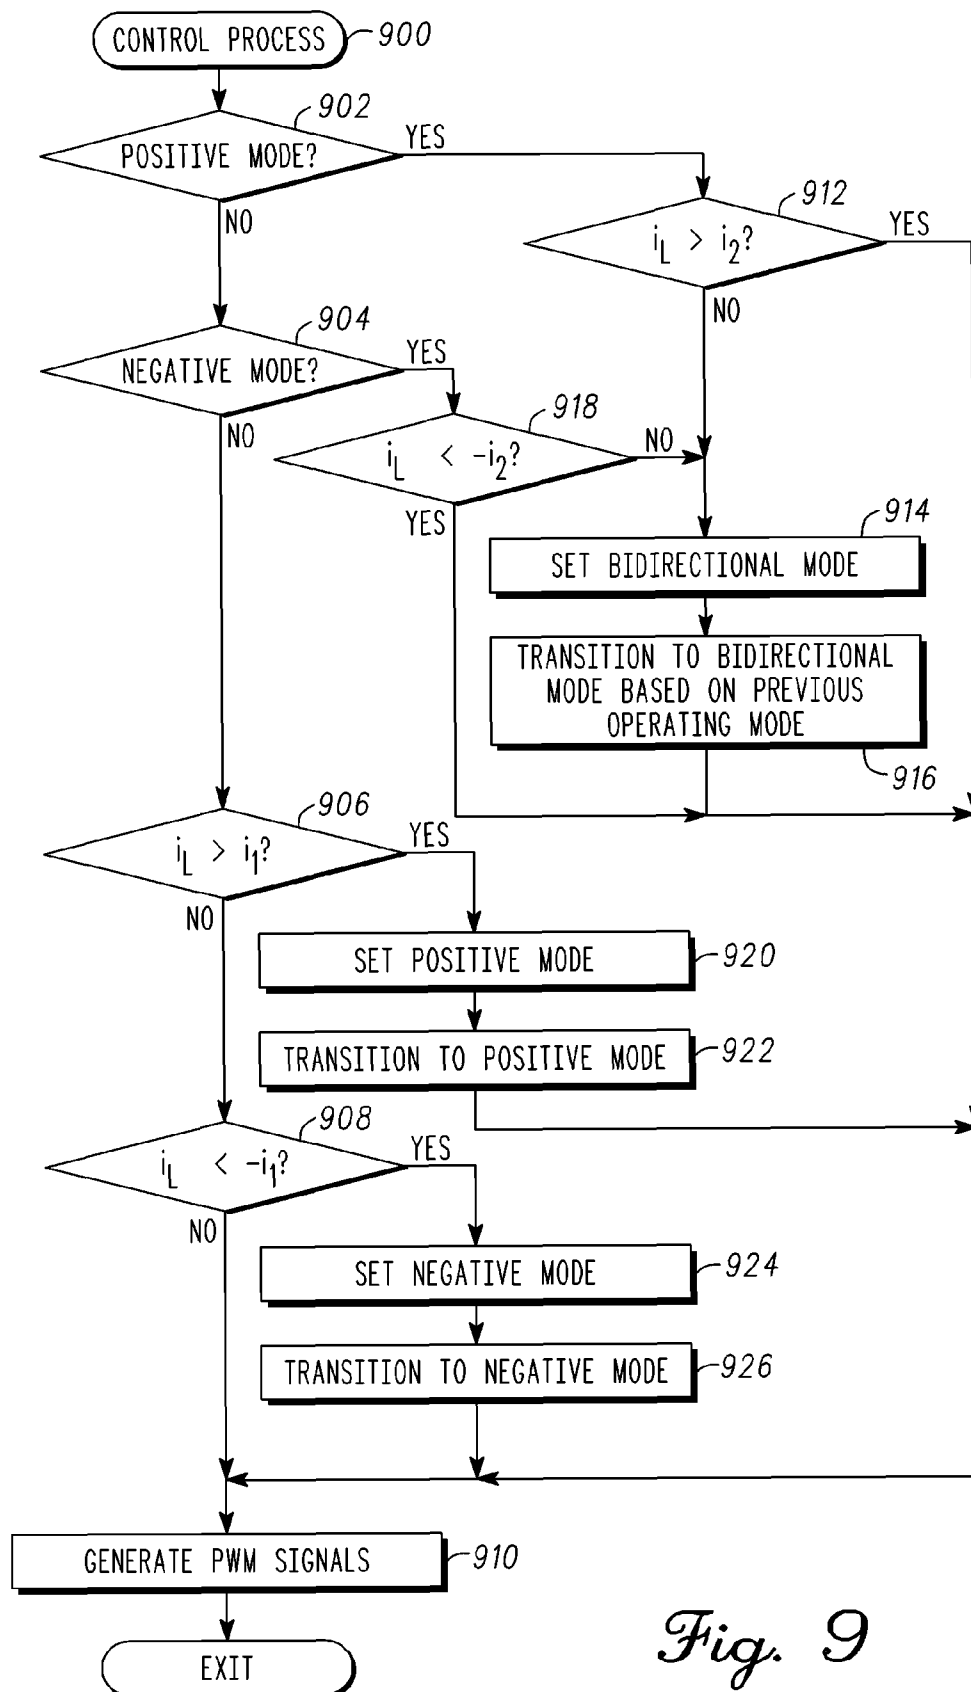 CONTROL PROCESS
900
902
POSITIVE MODE?
YES
NO
912
i_L > i_2?
YES
NO
904
NEGATIVE MODE?
YES
NO
918
i_L < -i_2?
NO
YES
914
SET BIDIRECTIONAL MODE
TRANSITION TO BIDIRECTIONAL
MODE BASED ON PREVIOUS
OPERATING MODE
916
906
i_L > i_1?
YES
NO
SET POSITIVE MODE
920
TRANSITION TO POSITIVE MODE
922
908
i_L < -i_1?
YES
NO
SET NEGATIVE MODE
924
TRANSITION TO NEGATIVE MODE
926
GENERATE PWM SIGNALS
910
EXIT
Fig. 9